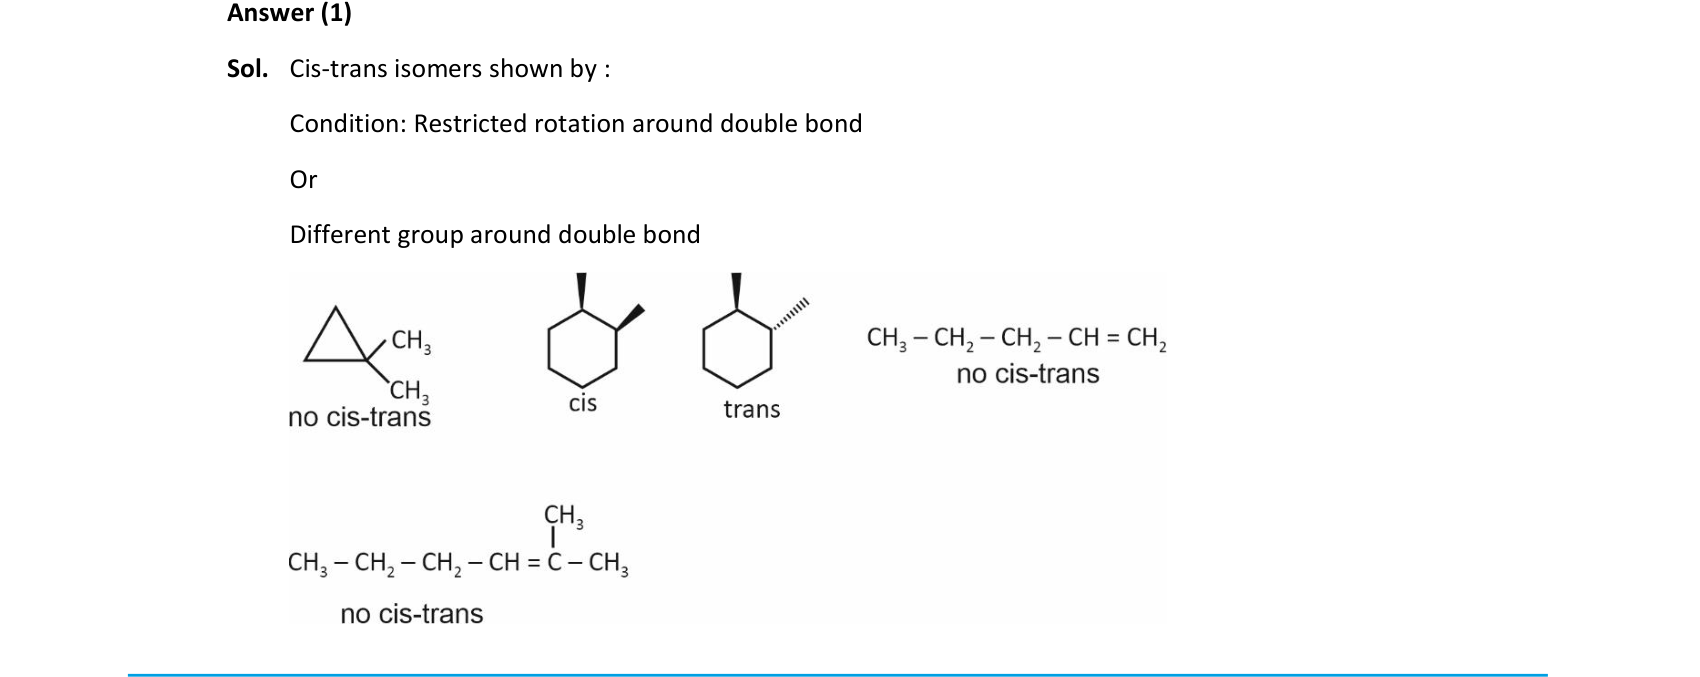 Answer (1)
Sol. Cis-trans isomers shown by :
Condition: Restricted rotation around double bond
Or
Different group around double bond
CH₃
CH₃
no cis-trans
cis
trans
CH₃ – CH₂ – CH₂ – CH = CH₂
no cis-trans
CH₃
CH₃ – CH₂ – CH₂ – CH = C – CH₃
no cis-trans